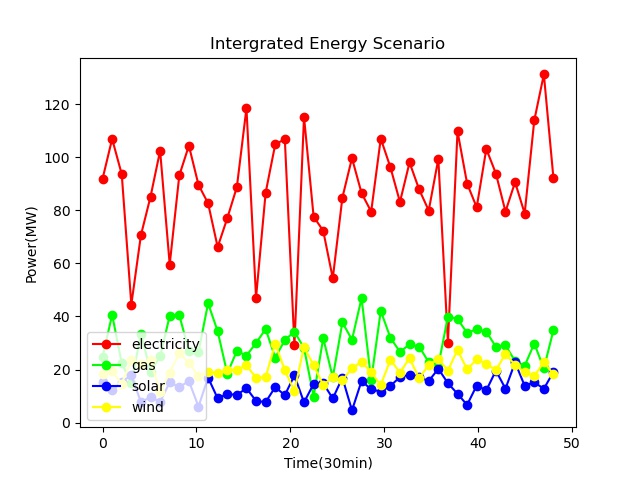 Intergrated Energy Scenario
Power(MW)
120
100
80
60
40
20
0
electricity
gas
solar
wind
0 10 20 30 40 50
Time(30min)